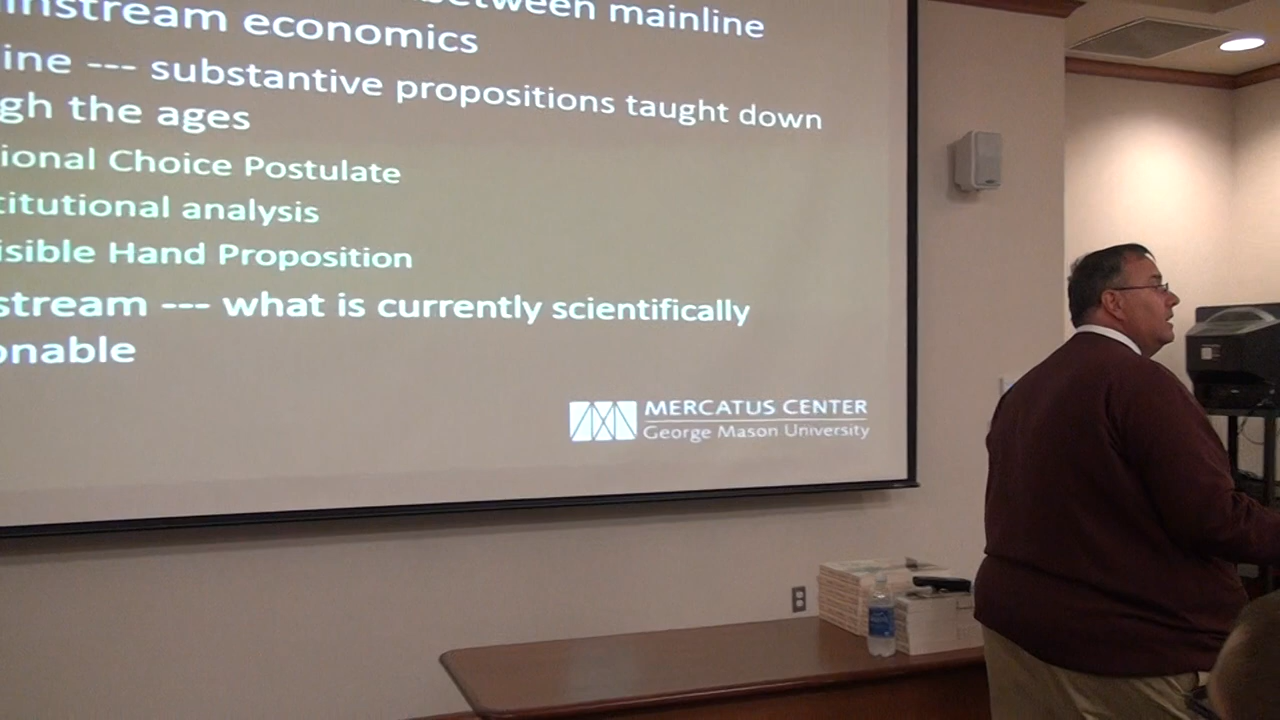 between mainline
instream economics
ine --- substantive propositions taught down
gh the ages
ional Choice Postulate
titutional analysis
isible Hand Proposition
stream --- what is currently scientifically
onable
MERCATUS CENTER
George Mason University